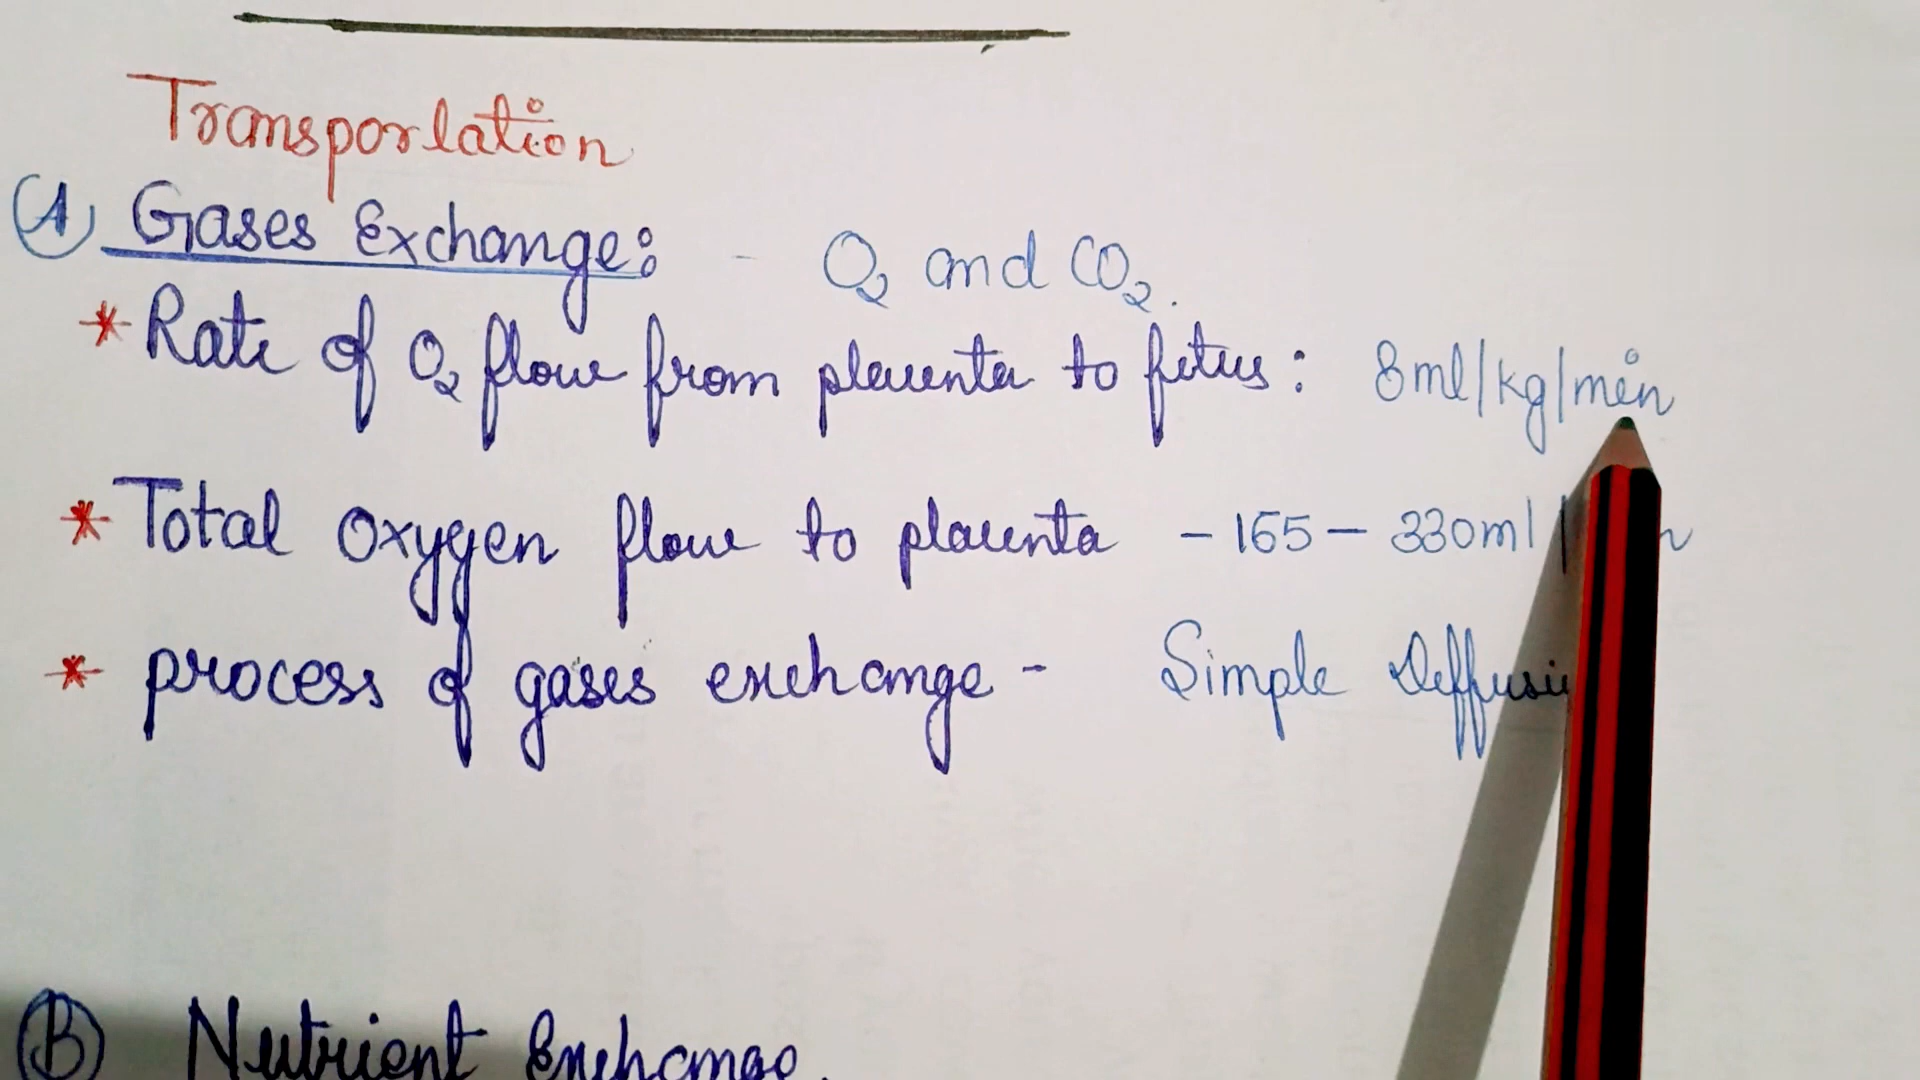 Transportation
A Gases Exchange: - O2 and CO2.
* Rate of O2 flow from placenta to fetus: 8ml/kg/min
* Total oxygen flow to placenta - 165 - 330ml /
* process of gases exchange - Simple
B Nutrient Exchange.